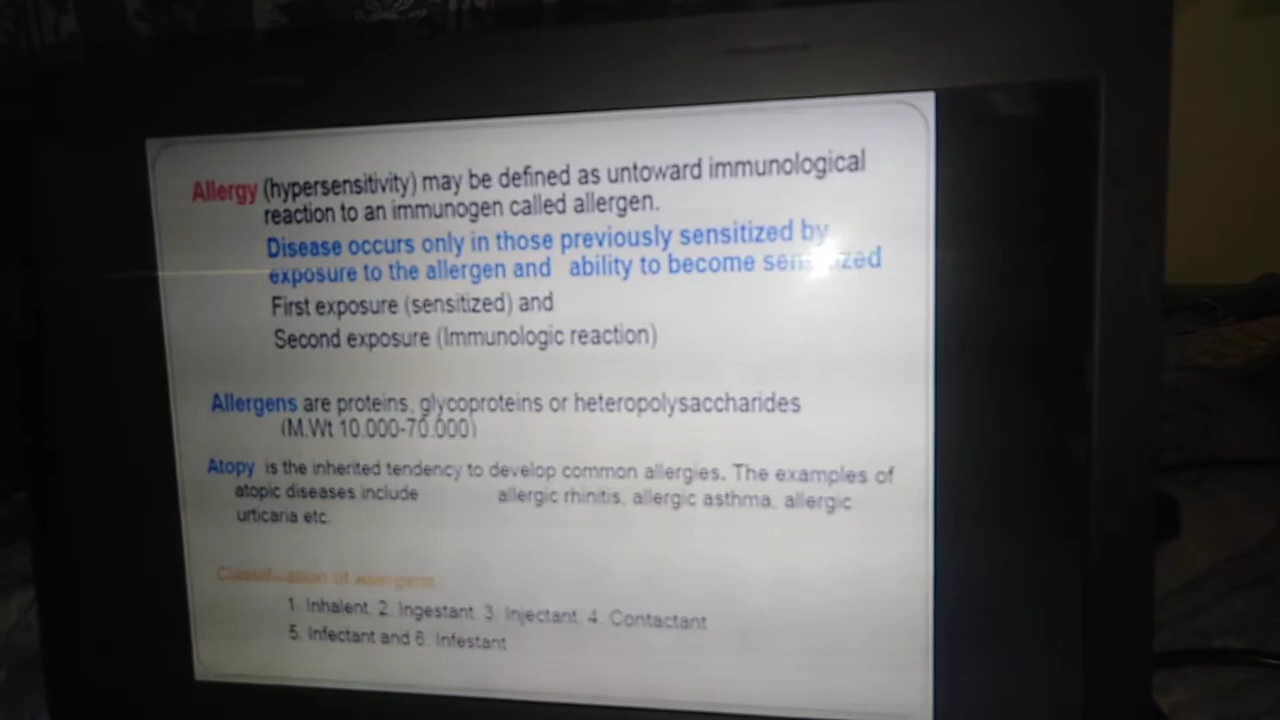 Allergy (hypersensitivity) may be defined as untoward immunological
reaction to an immunogen called allergen.
Disease occurs only in those previously sensitized by
exposure to the allergen and ability to become sensitized
First exposure (sensitized) and
Second exposure (Immunologic reaction)
Allergens are proteins, glycoproteins or heteropolysaccharides
(M.Wt 10.000-70.000)
Atopy is the inherited tendency to develop common allergies. The examples of
atopic diseases include allergic rhinitis, allergic asthma, allergic
urticaria etc.
Classification of Allergens
1. Inhalent. 2. Ingestant. 3. Injectant. 4. Contactant
5. Infectant and 6. Infestant